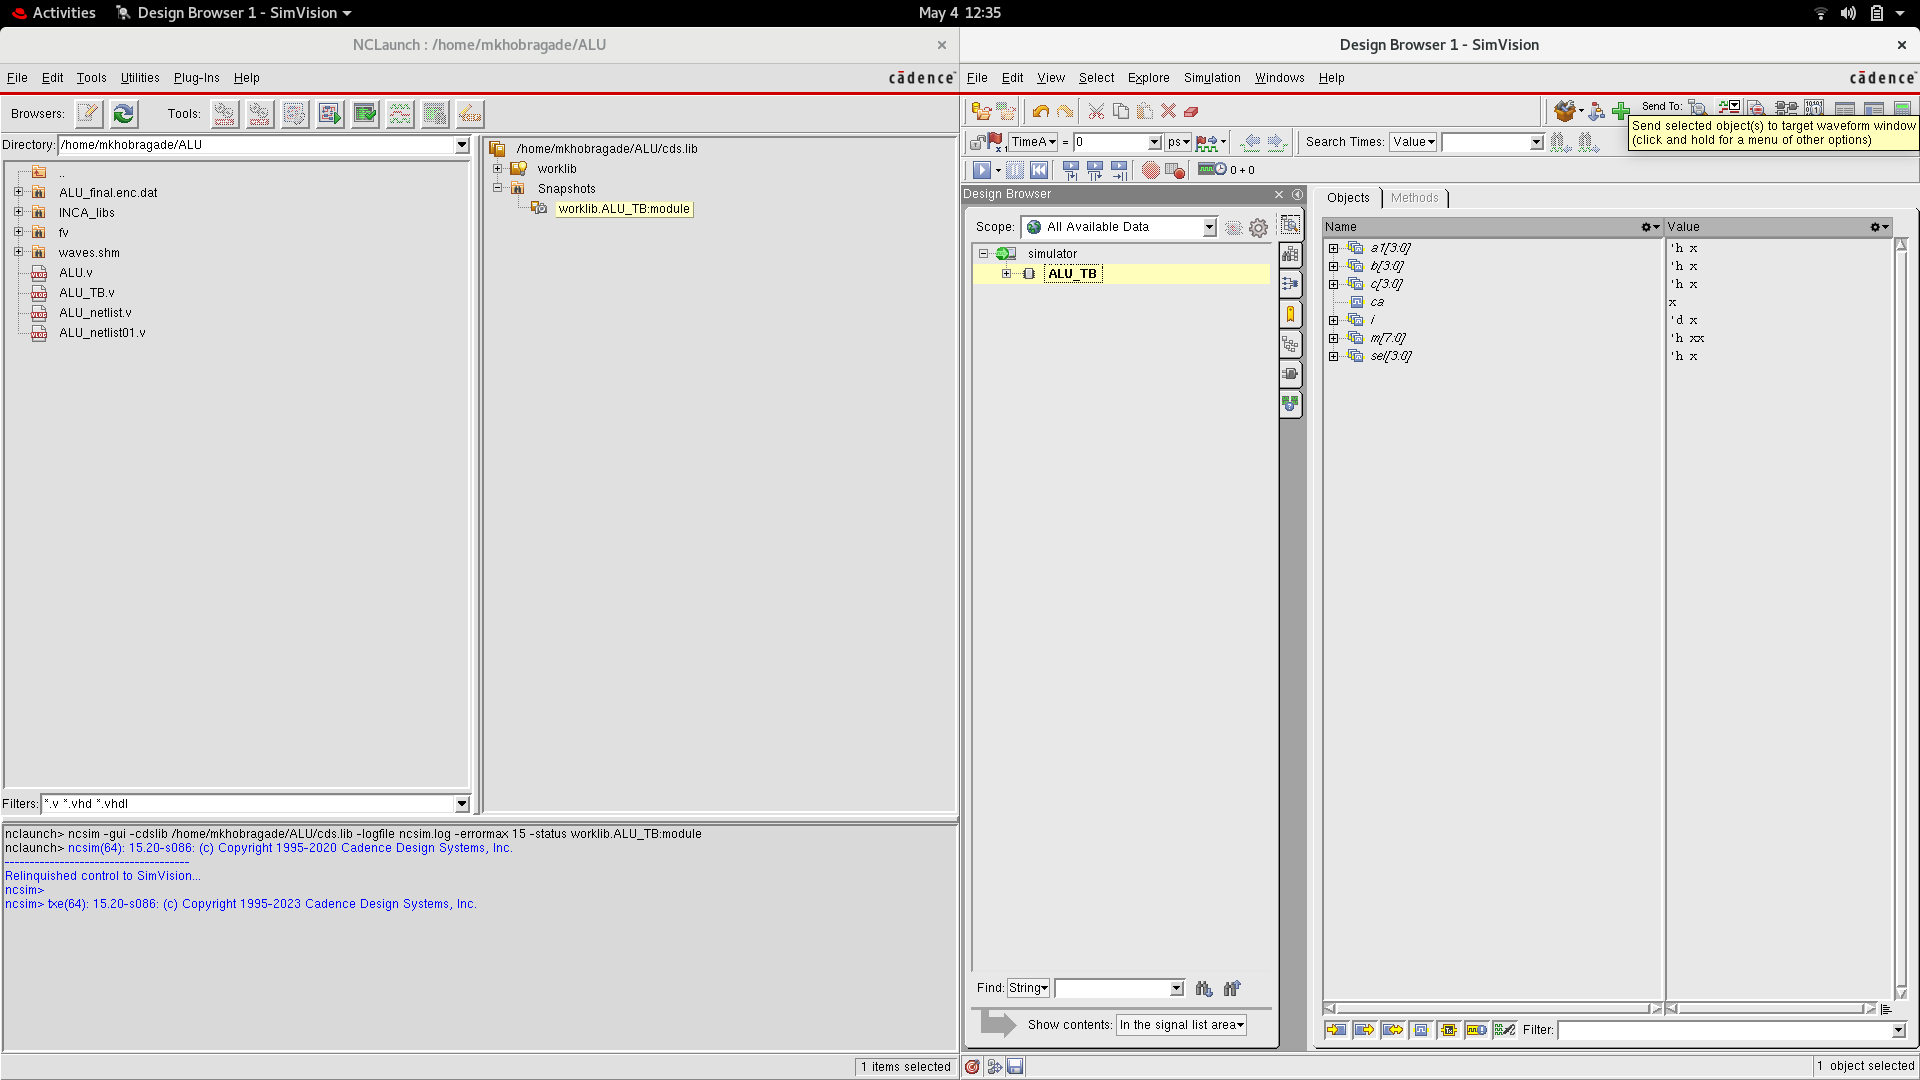 Activities
Design Browser 1 - SimVision
May 4 12:35
NCLaunch : /home/mkhobragade/ALU
File Edit Tools Utilities Plug-Ins Help
cādence
Browsers:
Tools:
Directory: /home/mkhobragade/ALU
..
ALU_final.enc.dat
INCA_libs
fv
waves.shm
ALU.v
ALU_TB.v
ALU_netlist.v
ALU_netlist01.v
Filters: *.v *.vhd *.vhdl
/home/mkhobragade/ALU/cds.lib
worklib
Snapshots
worklib.ALU_TB:module
nclaunch> ncsim -gui -cdslib /home/mkhobragade/ALU/cds.lib -logfile ncsim.log -errormax 15 -status worklib.ALU_TB:module
nclaunch> ncsim(64): 15.20-s086: (c) Copyright 1995-2020 Cadence Design Systems, Inc.
-------------------------------------
Relinquished control to SimVision...
ncsim>
ncsim> txe(64): 15.20-s086: (c) Copyright 1995-2023 Cadence Design Systems, Inc.
1 items selected
Design Browser 1 - SimVision
File Edit View Select Explore Simulation Windows Help
cādence
Send To:
Send selected object(s) to target waveform window
(click and hold for a menu of other options)
TimeA = 0 ps
Search Times: Value
0 + 0
Design Browser
Scope: All Available Data
simulator
ALU_TB
Find: String
Show contents: In the signal list area
Objects Methods
Name Value
a1[3:0] 'h x
b[3:0] 'h x
c[3:0] 'h x
ca x
i 'd x
m[7:0] 'h xx
sel[3:0] 'h x
Filter:
1 object selected